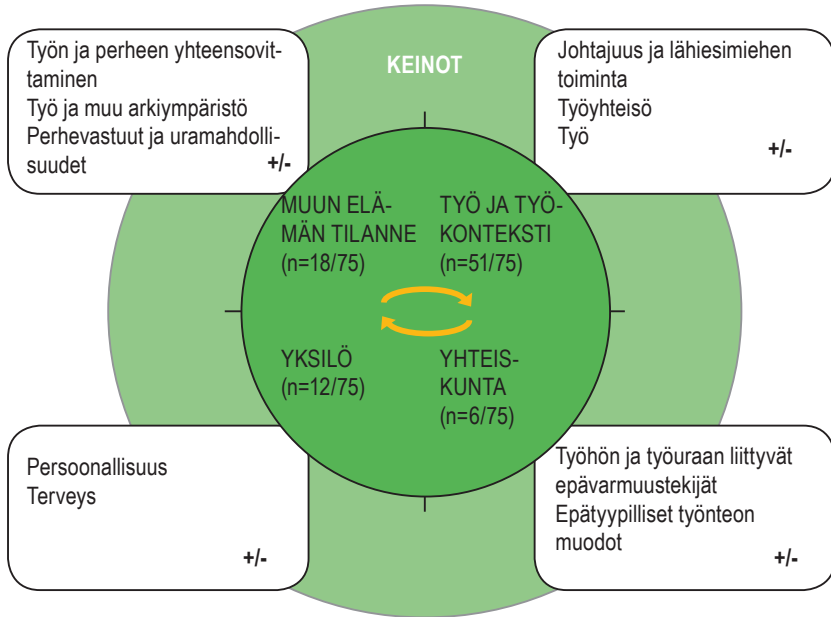 Työn ja perheen yhteensovit-
taminen
Työ ja muu arkiympäristö
Perhevastuut ja uramahdolli-
suudet
+/-
KEINOT
Johtajuus ja lähiesimiehen
toiminta
Työyhteisö
Työ
+/-
MUUN ELÄ-
MÄN TILANNE
(n=18/75)
TYÖ JA TYÖ-
KONTEKSTI
(n=51/75)
YKSILÖ
(n=12/75)
YHTEIS-
KUNTA
(n=6/75)
Persoonallisuus
Terveys
+/-
Työhön ja työuraan liittyvät
epävarmuustekijät
Epätyypilliset työnteon
muodot
+/-